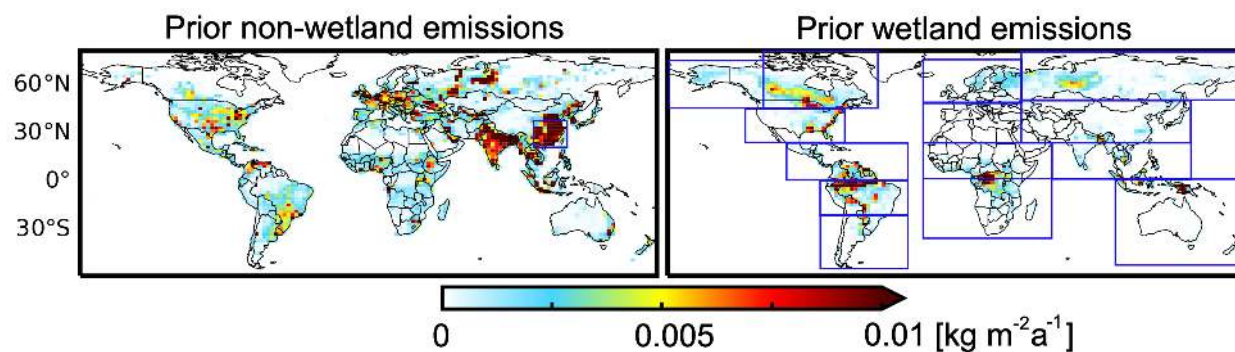 Prior non-wetland emissions
Prior wetland emissions
60°N
30°N
0°
30°S
0
0.005
0.01 [kg m⁻²a⁻¹]